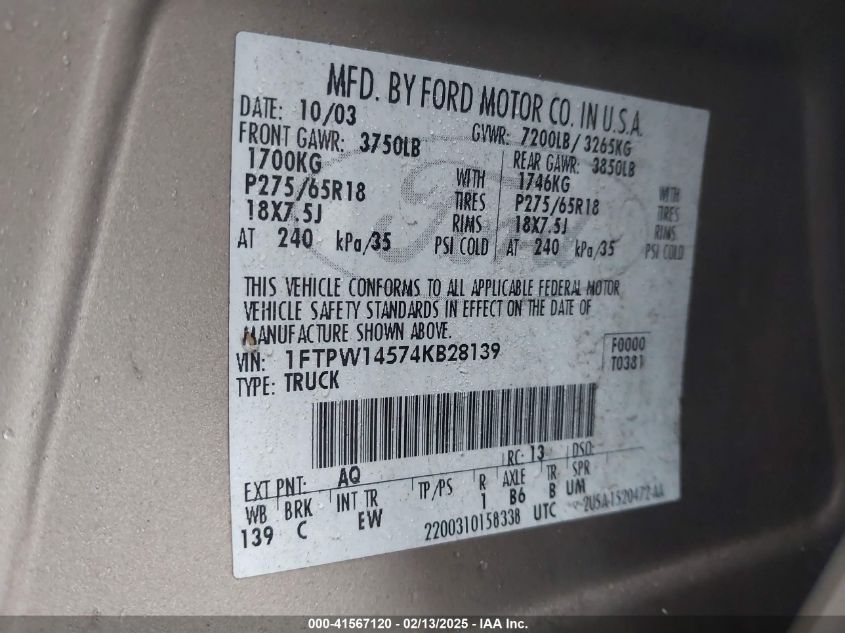 MFD. BY FORD MOTOR CO. IN U.S.A.
DATE: 10/03 GVWR: 7200LB/3265KG
FRONT GAWR: 3750LB REAR GAWR: 3850LB
1700KG WITH 1746KG WITH
P275/65R18 TIRES P275/65R18 TIRES
18X7.5J RIMS 18X7.5J RIMS
AT 240 kPa/35 PSI COLD AT 240 kPa/35 PSI COLD
THIS VEHICLE CONFORMS TO ALL APPLICABLE FEDERAL MOTOR
VEHICLE SAFETY STANDARDS IN EFFECT ON THE DATE OF
MANUFACTURE SHOWN ABOVE.
VIN: 1FTPW14574KB28139 F0000
TYPE: TRUCK T0381
EXT PNT: AQ RC: 13 DSO:
WB BRK INT TR TP/PS R AXLE TR SPR
139 C EW 1 B6 B UM
2200310158338 UTC 2USA-1520472-AA
000-41567120 - 02/13/2025 - IAA Inc.